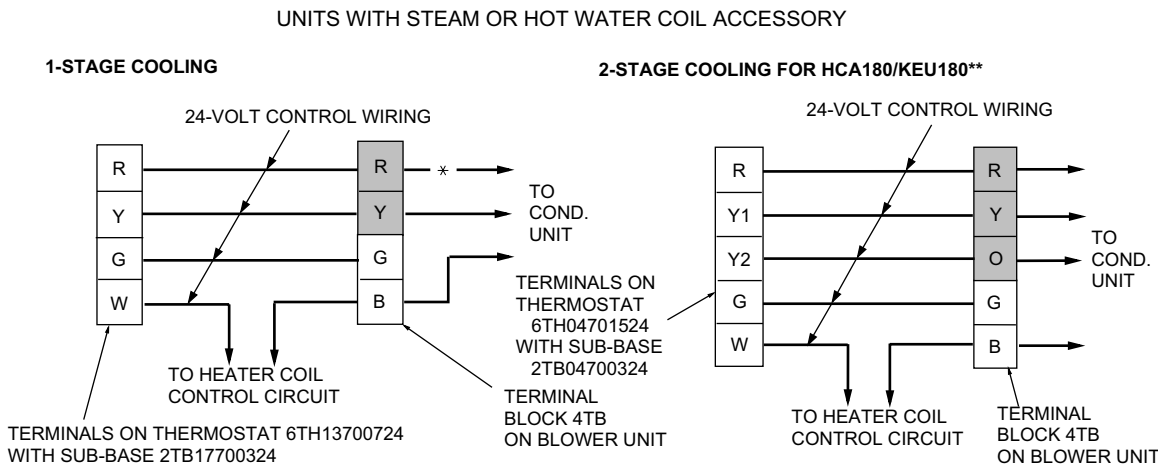 UNITS WITH STEAM OR HOT WATER COIL ACCESSORY
1-STAGE COOLING
24-VOLT CONTROL WIRING
R
Y
G
W
R
Y
G
B
*
TO
COND.
UNIT
TO HEATER COIL
CONTROL CIRCUIT
TERMINALS ON THERMOSTAT 6TH13700724
WITH SUB-BASE 2TB17700324
TERMINAL
BLOCK 4TB
ON BLOWER UNIT
2-STAGE COOLING FOR HCA180/KEU180**
24-VOLT CONTROL WIRING
R
Y1
Y2
G
W
R
Y
O
G
B
TO
COND.
UNIT
TERMINALS ON
THERMOSTAT
6TH04701524
WITH SUB-BASE
2TB04700324
TO HEATER COIL
CONTROL CIRCUIT
TERMINAL
BLOCK 4TB
ON BLOWER UNIT